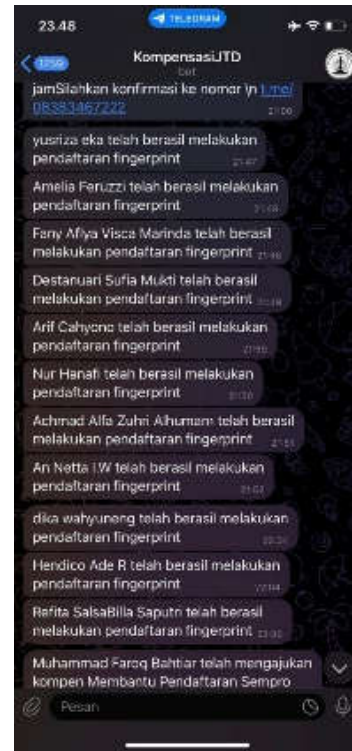 23.48
TELEGRAM
KompensasiJTD
bot
jamSilahkan konfirmasi ke nomor \n t.me/
08383467222
21:00
yusriza eka telah berasil melakukan
pendaftaran fingerprint
Amelia Feruzzi telah berasil melakukan
pendaftaran fingerprint
Fany Afiya Visca Marinda telah berasil
melakukan pendaftaran fingerprint
Destanuari Sufia Mukti telah berasil
melakukan pendaftaran fingerprint
Arif Cahyono telah berasil melakukan
pendaftaran fingerprint
Nur Hanafi telah berasil melakukan
pendaftaran fingerprint
Achmad Alfa Zuhri Alhumam telah berasil
melakukan pendaftaran fingerprint
An Netta I.W telah berasil melakukan
pendaftaran fingerprint
dika wahyuneng telah berasil melakukan
pendaftaran fingerprint
Hendico Ade R telah berasil melakukan
pendaftaran fingerprint
Refita SalsaBilla Saputri telah berasil
melakukan pendaftaran fingerprint
Muhammad Faroq Bahtiar telah mengajukan
kompen Membantu Pendaftaran Sempro
Pesan